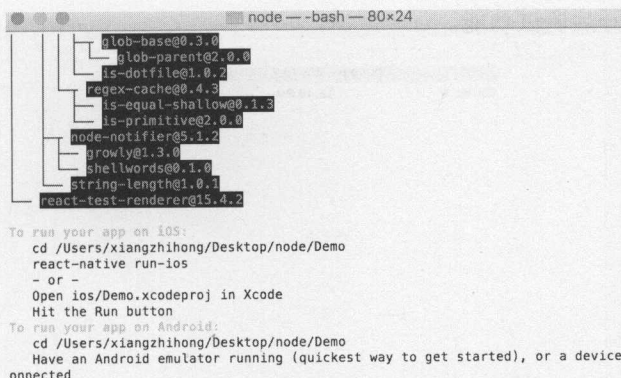 node — -bash — 80×24
glob-base@0.3.0
glob-parent@2.0.0
is-dotfile@1.0.2
regex-cache@0.4.3
is-equal-shallow@0.1.3
is-primitive@2.0.0
node-notifier@5.1.2
growly@1.3.0
shellwords@0.1.0
string-length@1.0.1
react-test-renderer@15.4.2
To run your app on iOS:
cd /Users/xiangzhihong/Desktop/node/Demo
react-native run-ios
- or -
Open ios/Demo.xcodeproj in Xcode
Hit the Run button
To run your app on Android:
cd /Users/xiangzhihong/Desktop/node/Demo
Have an Android emulator running (quickest way to get started), or a device
onnected